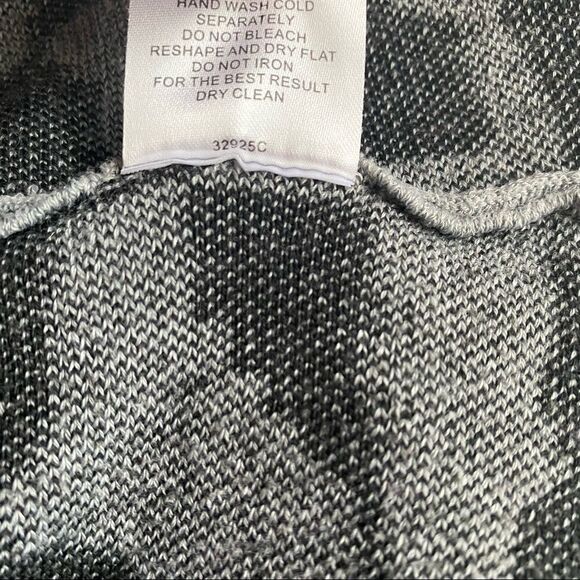 HAND WASH COLD
SEPARATELY
DO NOT BLEACH
RESHAPE AND DRY FLAT
DO NOT IRON
FOR THE BEST RESULT
DRY CLEAN
32925C